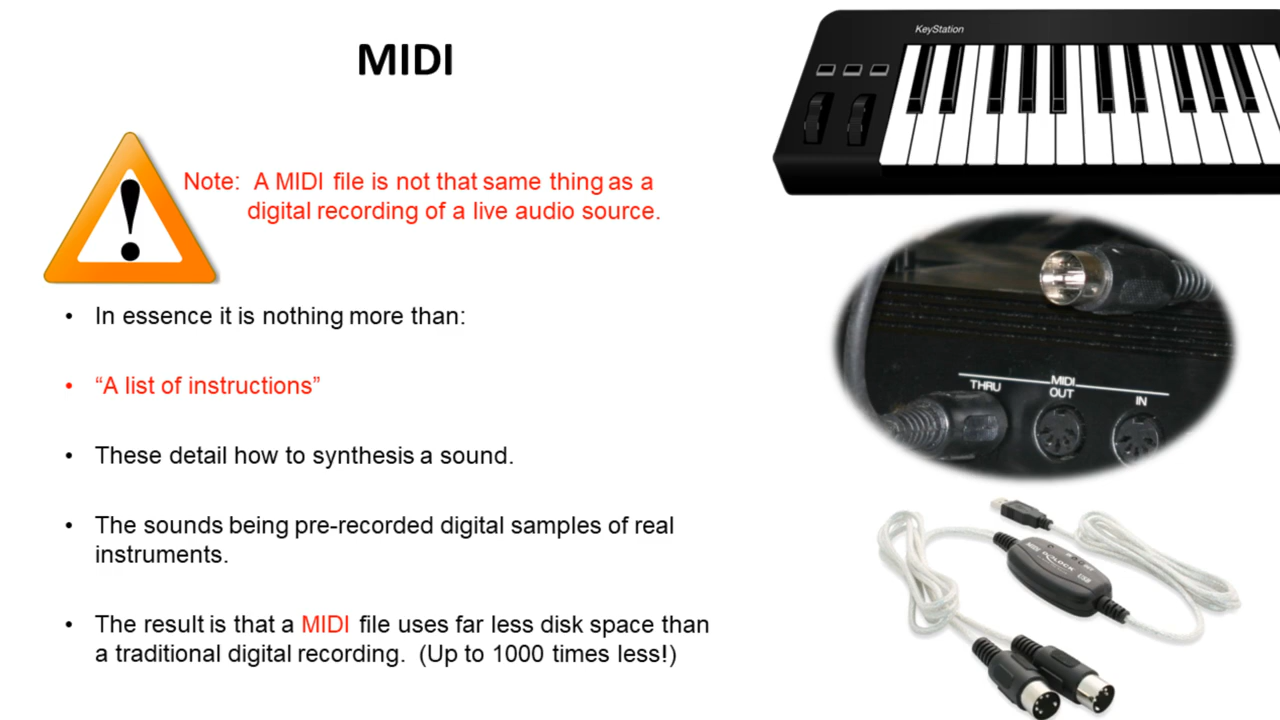 MIDI
KeyStation
Note: A MIDI file is not that same thing as a
digital recording of a live audio source.
• In essence it is nothing more than:
• “A list of instructions”
• These detail how to synthesis a sound.
• The sounds being pre-recorded digital samples of real
instruments.
• The result is that a MIDI file uses far less disk space than
a traditional digital recording. (Up to 1000 times less!)
MIDI
THRU
OUT
IN
MIDI
DELOCK
USB